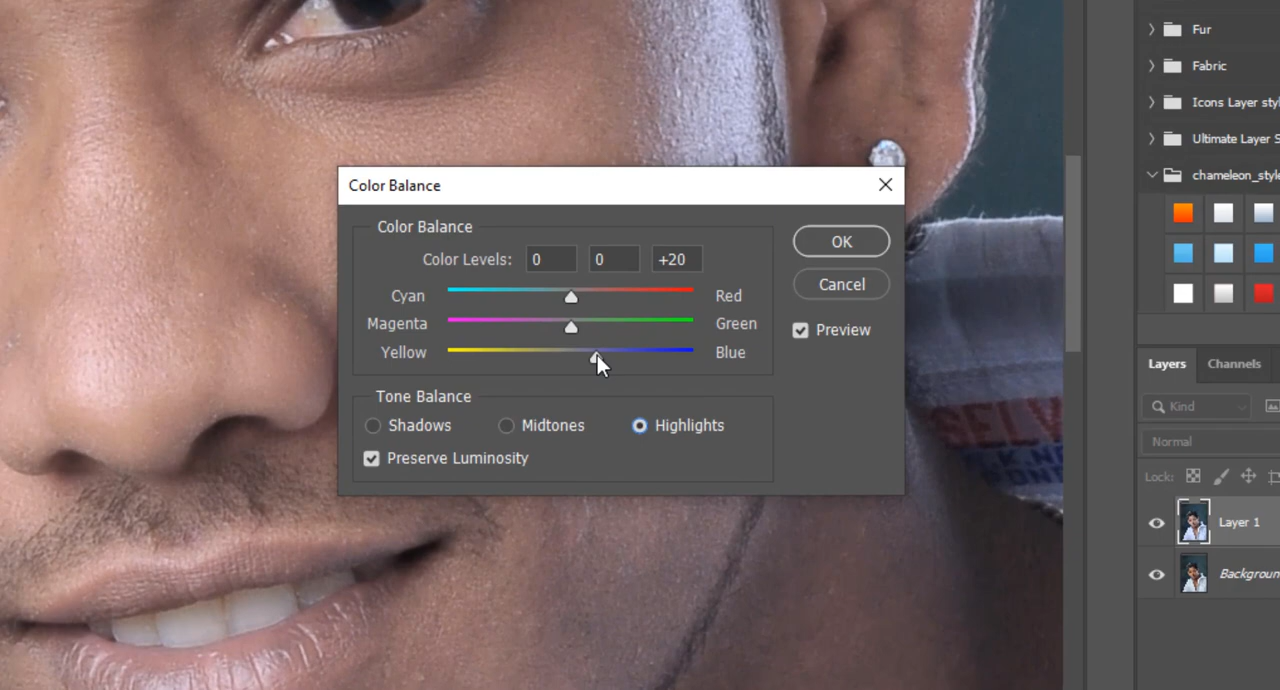 Fur
Fabric
Icons Layer styl
Ultimate Layer S
chameleon_style
Color Balance
Color Balance
Color Levels: 0 0 +20
Cyan Red
Magenta Green
Yellow Blue
OK
Cancel
Preview
Tone Balance
Shadows Midtones Highlights
Preserve Luminosity
SELV
Layers Channels
Kind
Normal
Lock:
Layer 1
Backgroun